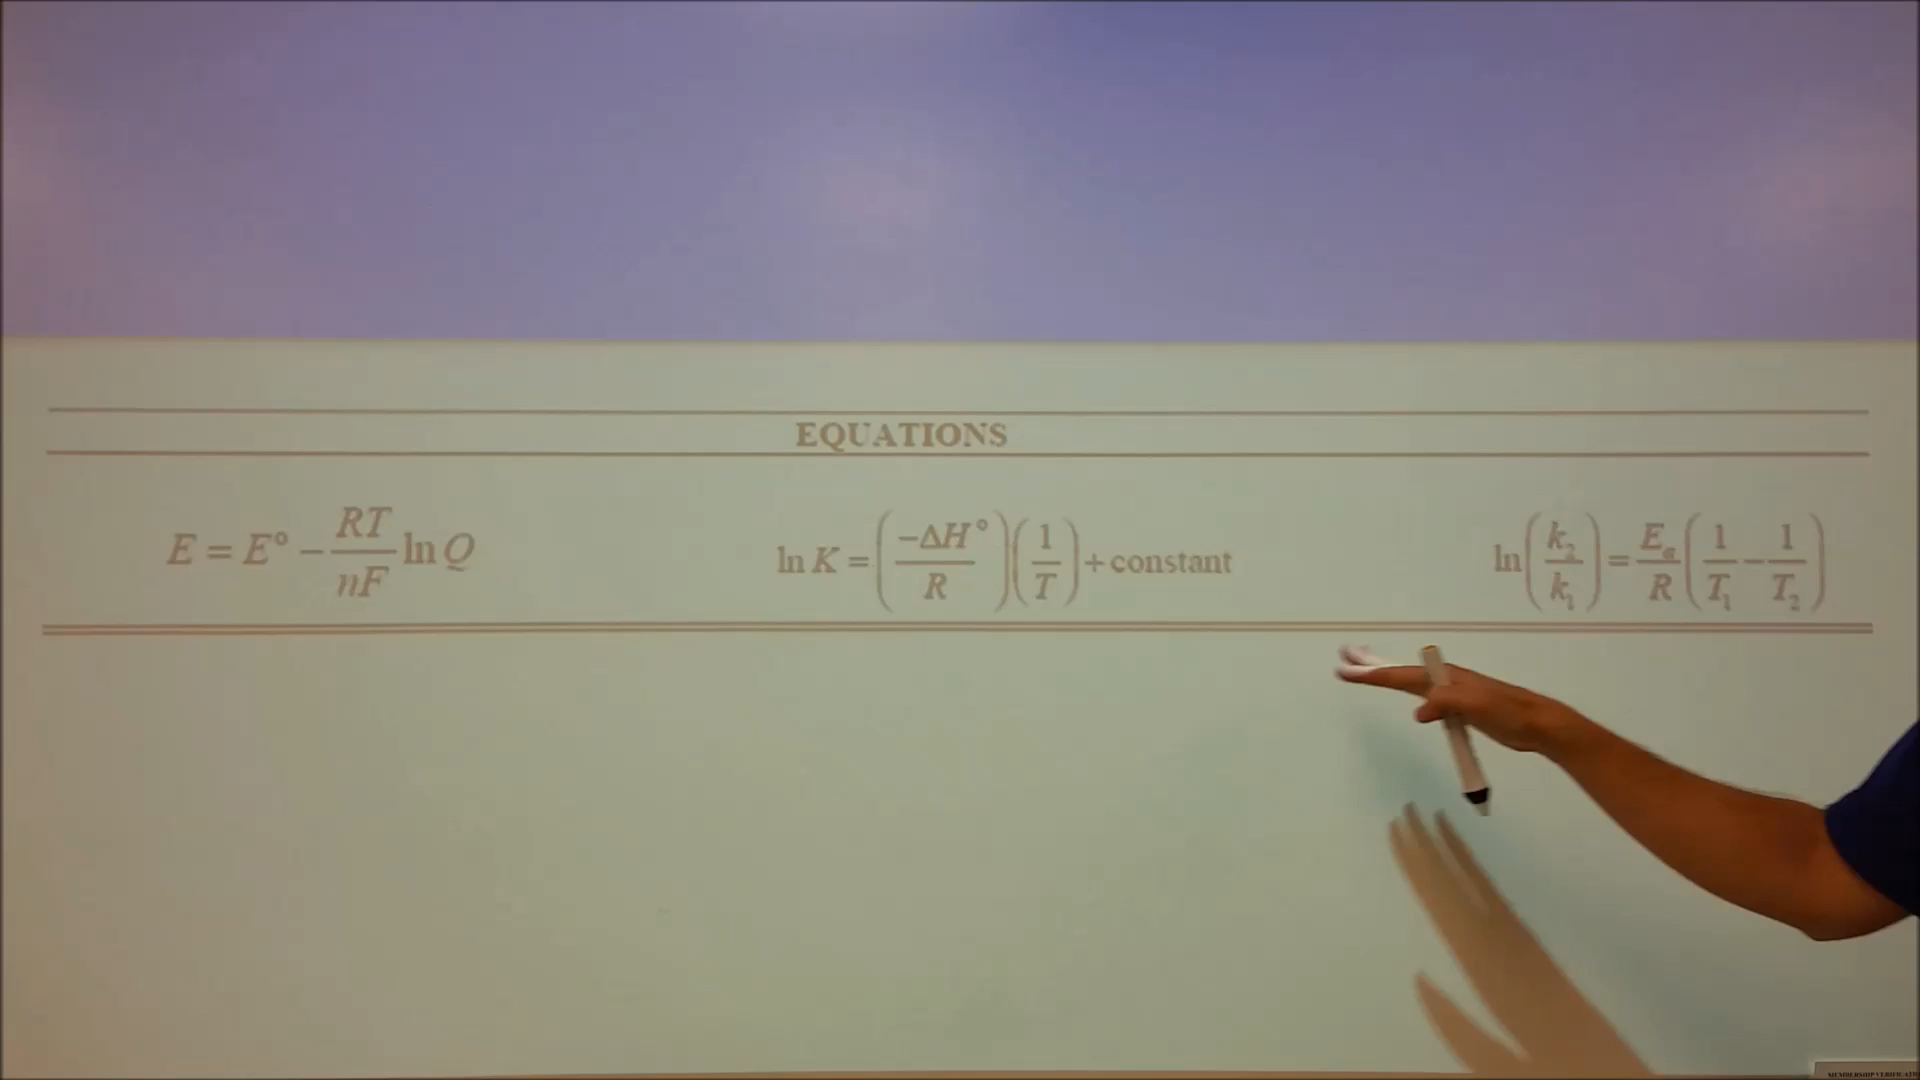 EQUATIONS
E = E° − RT/nF ln Q
ln K = (−ΔH°/R)(1/T) + constant
ln(k₂/k₁) = Eₐ/R (1/T₁ − 1/T₂)